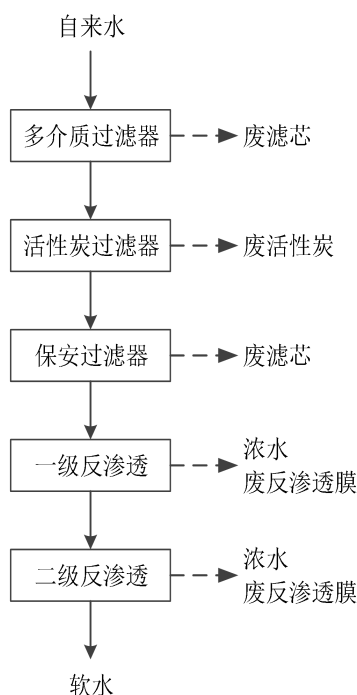 自来水
多介质过滤器
废滤芯
活性炭过滤器
废活性炭
保安过滤器
废滤芯
一级反渗透
浓水
废反渗透膜
二级反渗透
浓水
废反渗透膜
软水